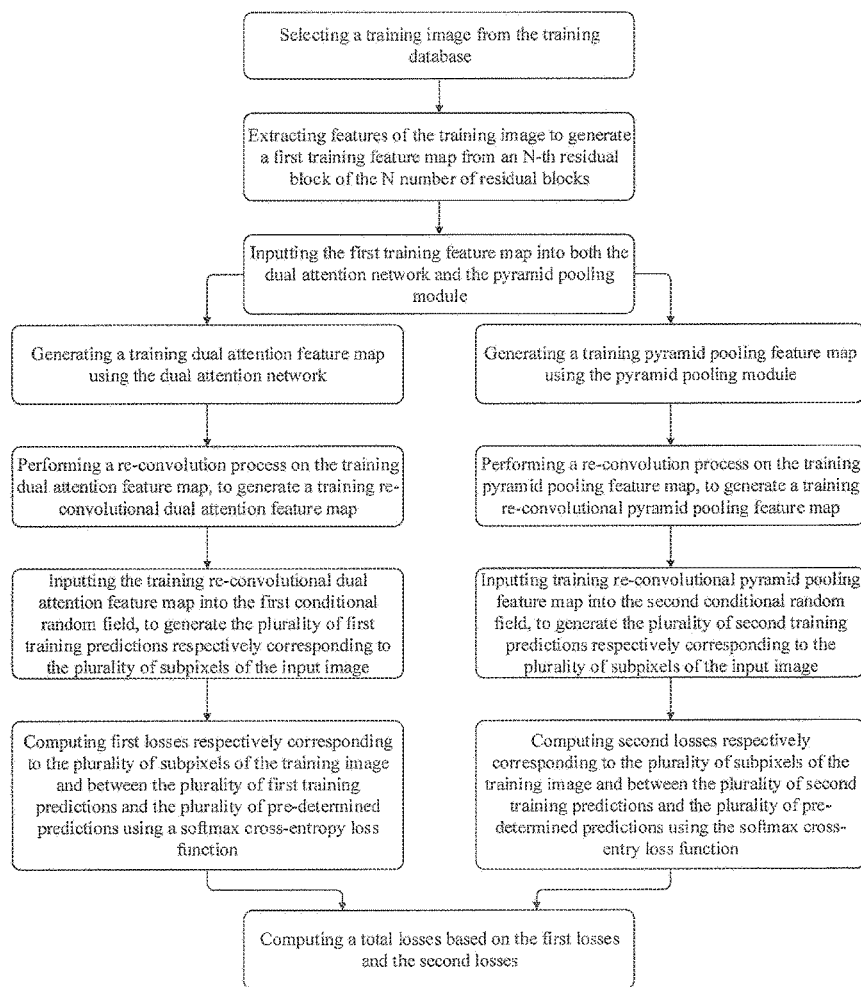 Selecting a training image from the training
database
Extracting features of the training image to generate
a first training feature map from an N-th residual
block of the N number of residual blocks
Inputting the first training feature map into both the
dual attention network and the pyramid pooling
module
Generating a training dual attention feature map
using the dual attention network
Performing a re-convolution process on the training
dual attention feature map, to generate a training re-
convolutional dual attention feature map
Inputting the training re-convolutional dual
attention feature map into the first conditional
random field, to generate the plurality of first
training predictions respectively corresponding to
the plurality of subpixels of the input image
Computing first losses respectively corresponding
to the plurality of subpixels of the training image
and between the plurality of first training
predictions and the plurality of pre-determined
predictions using a softmax cross-entropy loss
function
Generating a training pyramid pooling feature map
using the pyramid pooling module
Performing a re-convolution process on the training
pyramid pooling feature map, to generate a training
re-convolutional pyramid pooling feature map
Inputting training re-convolutional pyramid pooling
feature map into the second conditional random
field, to generate the plurality of second training
predictions respectively corresponding to the
plurality of subpixels of the input image
Computing second losses respectively
corresponding to the plurality of subpixels of the
training image and between the plurality of second
training predictions and the plurality of pre-
determined predictions using the softmax cross-
entry loss function
Computing a total losses based on the first losses
and the second losses